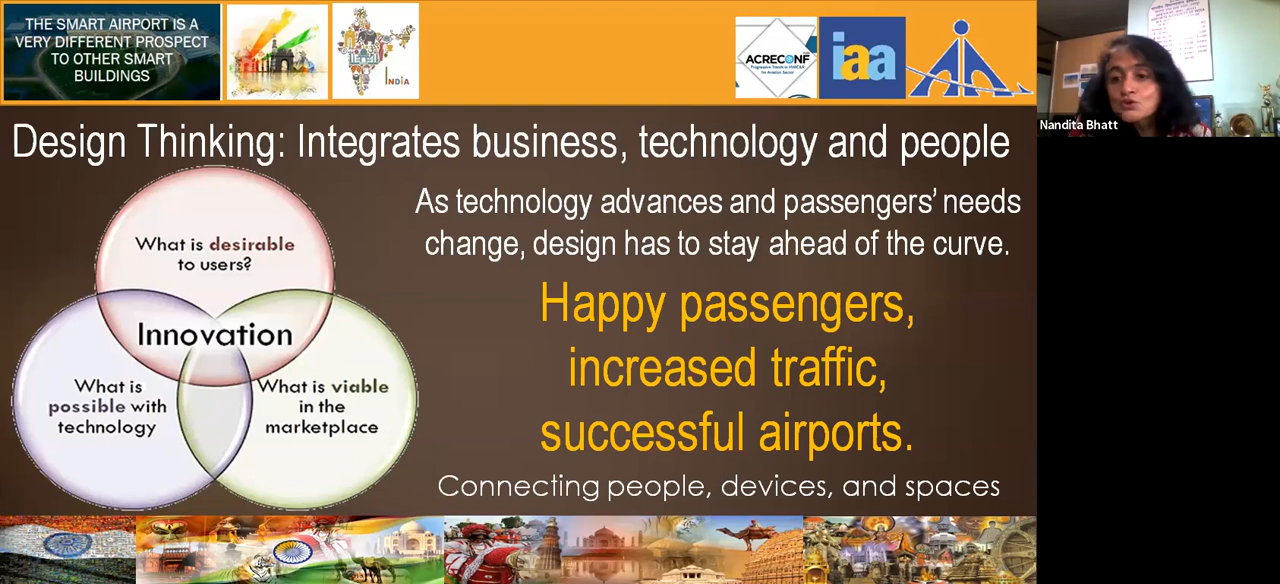 THE SMART AIRPORT IS A
VERY DIFFERENT PROSPECT
TO OTHER SMART
BUILDINGS
INDIA
ACRECONF
iaa
Nandita Bhatt
Design Thinking: Integrates business, technology and people
As technology advances and passengers' needs
change, design has to stay ahead of the curve.
What is desirable
to users?
Innovation
What is
possible with
technology
What is viable
in the
marketplace
Happy passengers,
increased traffic,
successful airports.
Connecting people, devices, and spaces